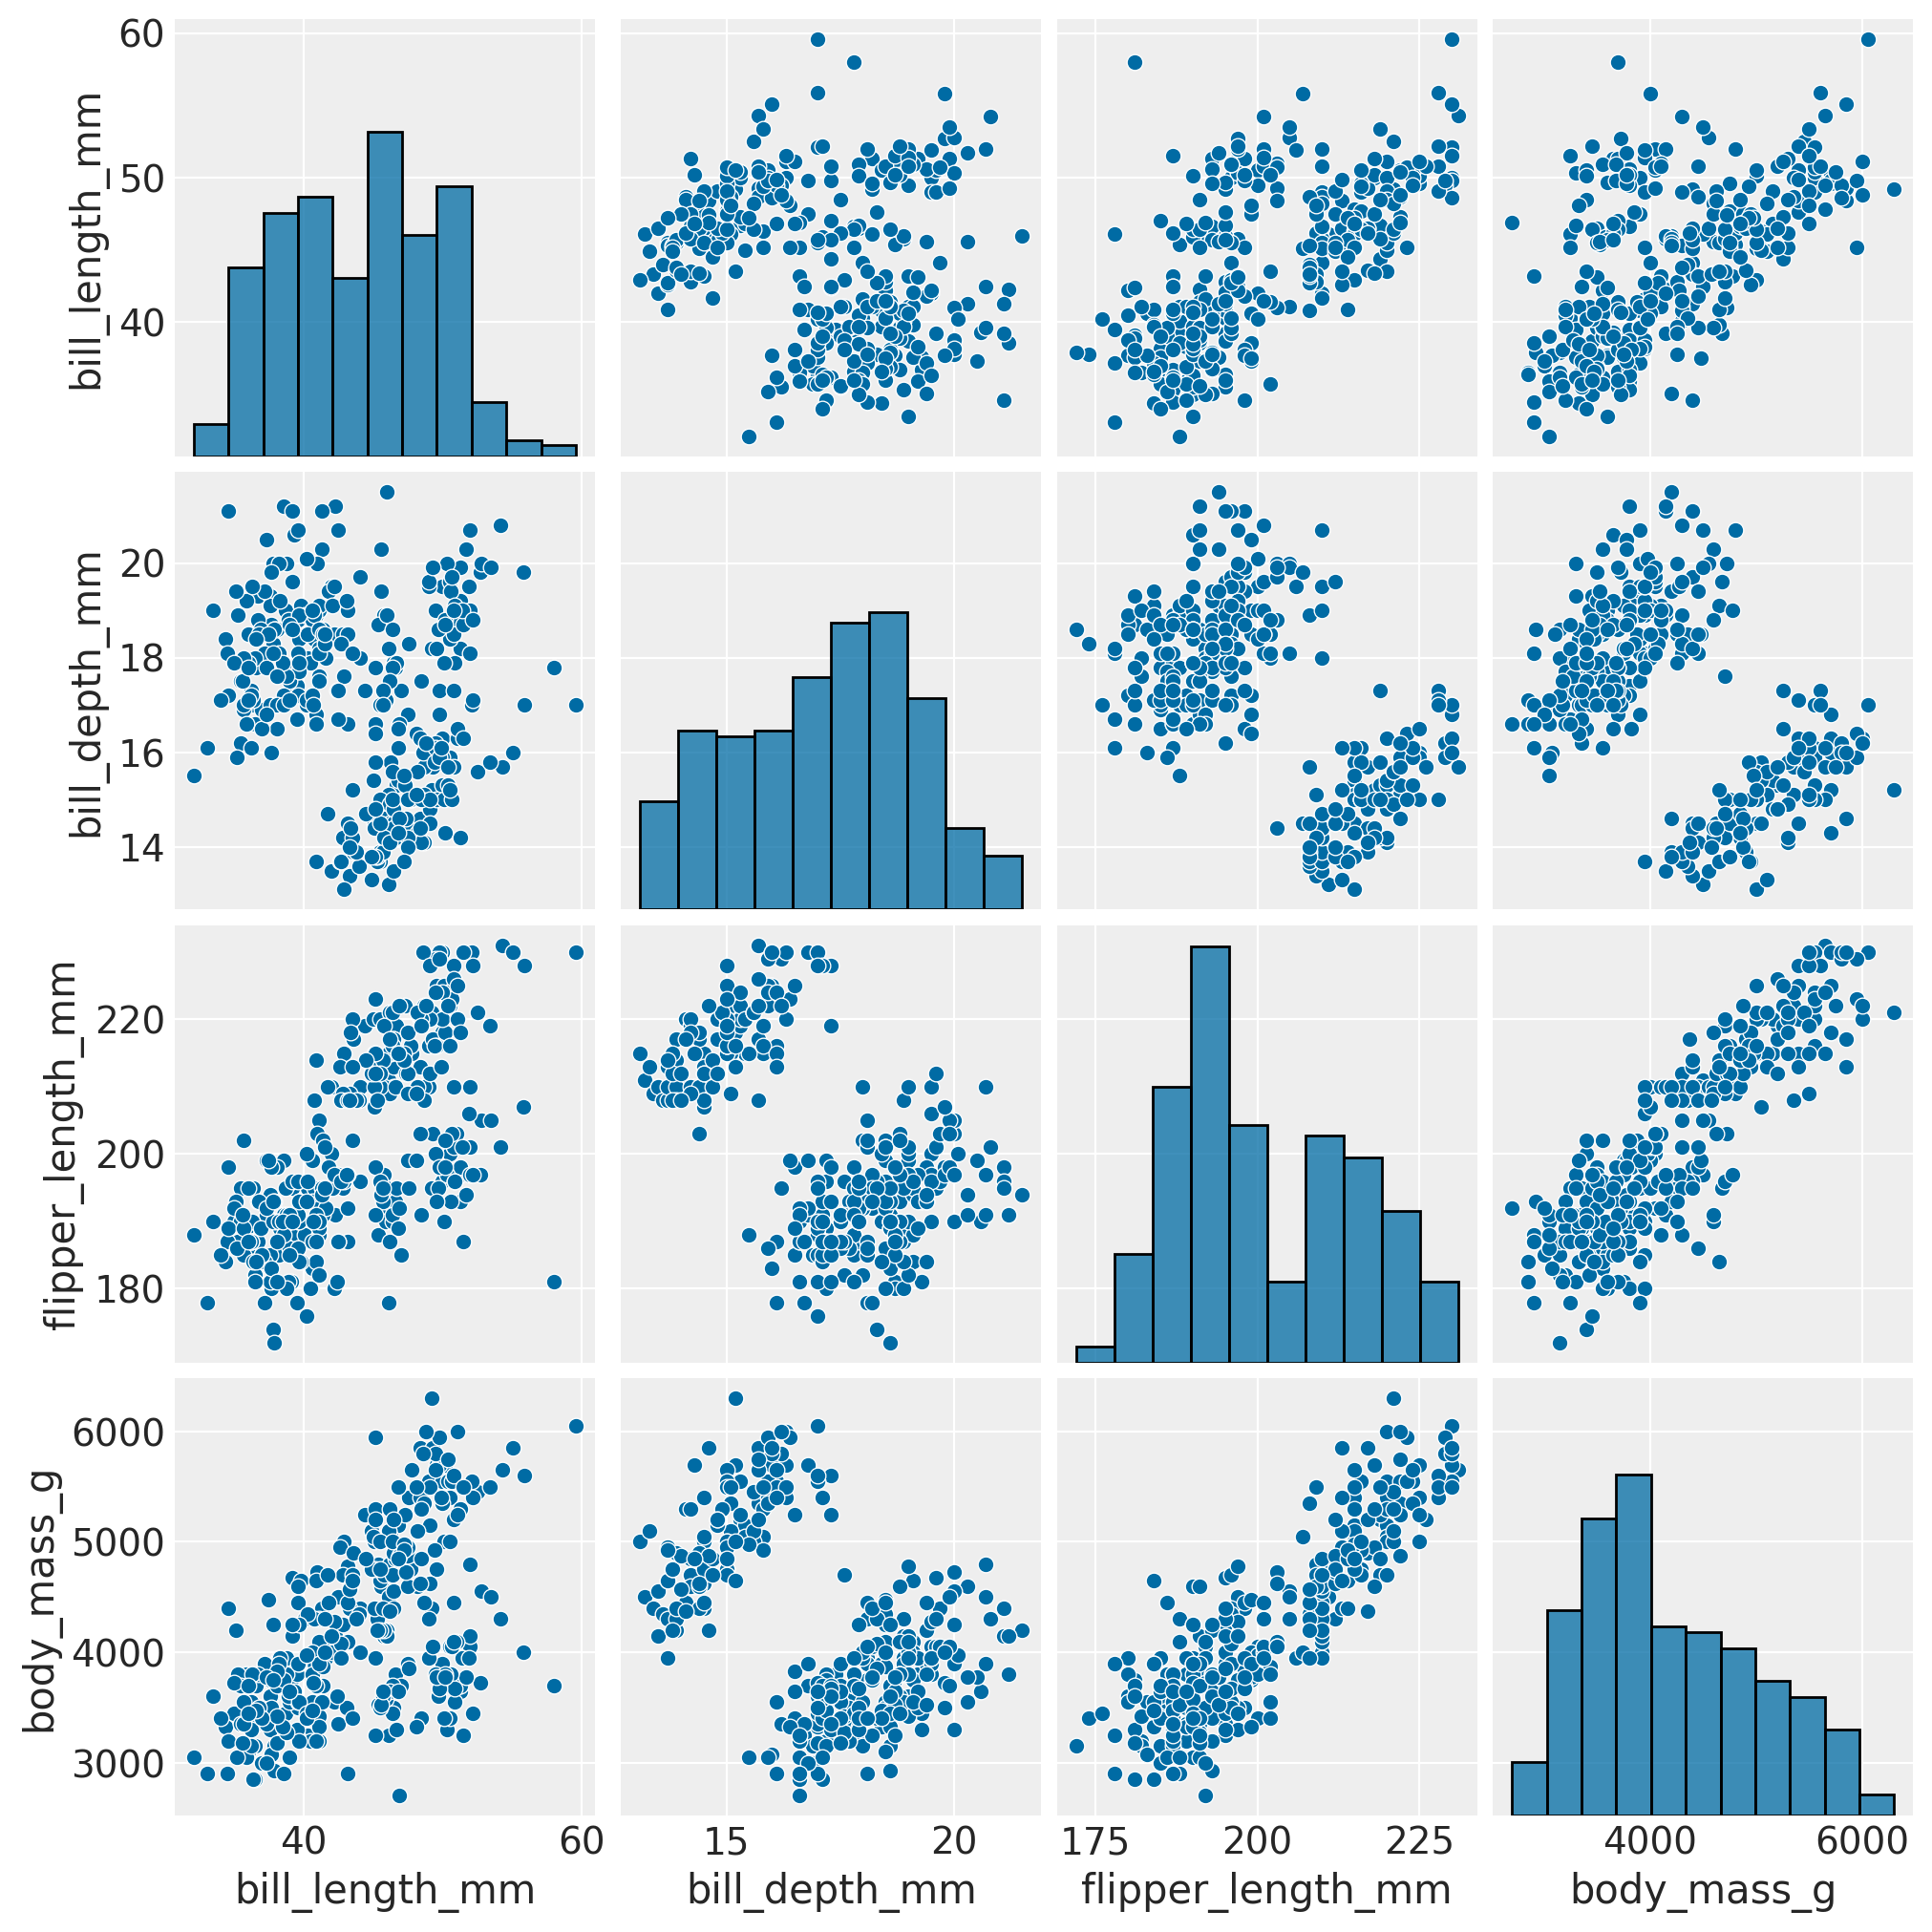 60
50
40
bill_length_mm
20
18
16
14
bill_depth_mm
220
200
180
flipper_length_mm
6000
5000
4000
3000
body_mass_g
40 60 15 20 175 200 225 4000 6000
bill_length_mm bill_depth_mm flipper_length_mm body_mass_g